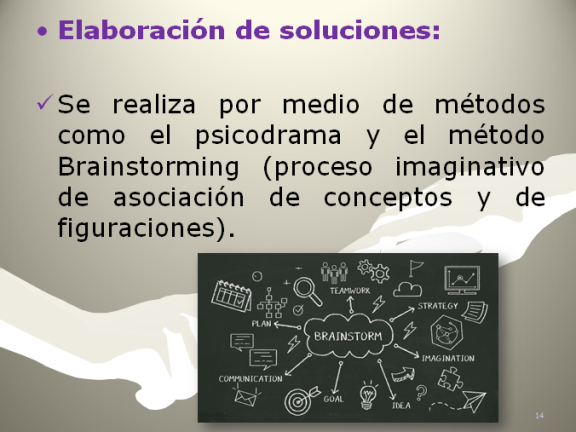 • Elaboración de soluciones:
✓ Se realiza por medio de métodos
como el psicodrama y el método
Brainstorming (proceso imaginativo
de asociación de conceptos y de
figuraciones).
TEAMWORK
STRATEGY
PLAN
BRAINSTORM
IMAGINATION
COMMUNICATION
GOAL
IDEA
14